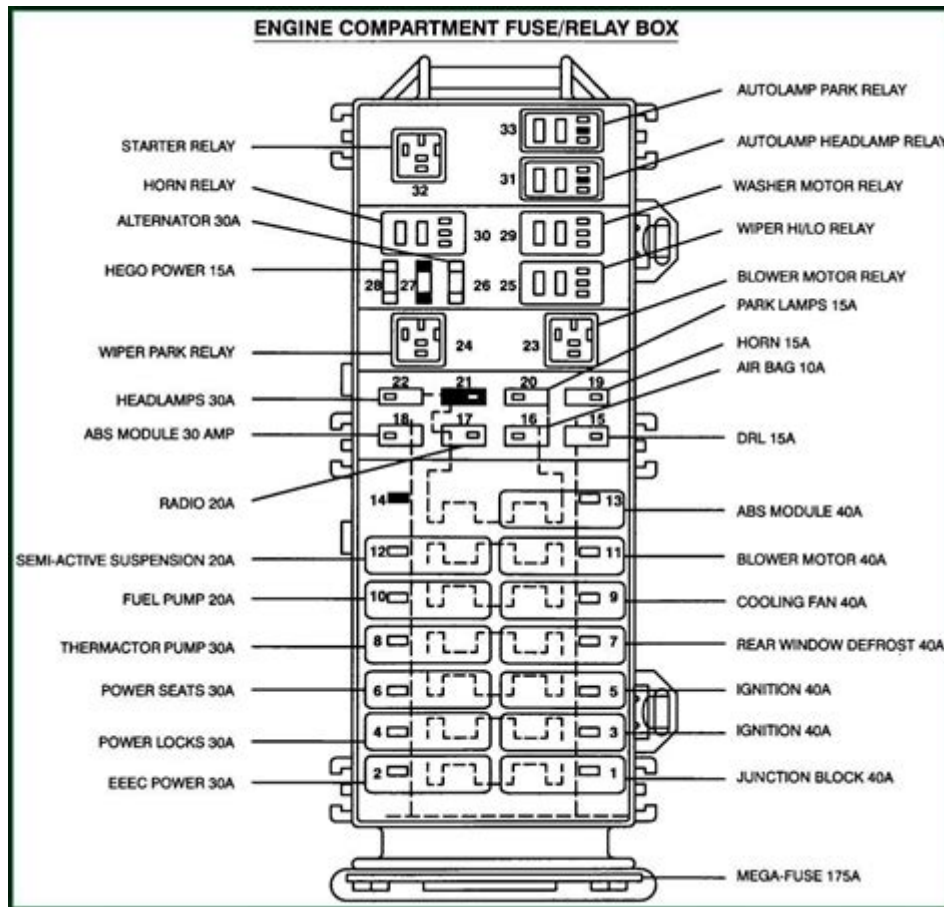 ENGINE COMPARTMENT FUSE/RELAY BOX
AUTOLAMP PARK RELAY
33
STARTER RELAY
AUTOLAMP HEADLAMP RELAY
31
32
HORN RELAY
WASHER MOTOR RELAY
ALTERNATOR 30A
30 29
WIPER HI/LO RELAY
HEGO POWER 15A
28 27 26 25
BLOWER MOTOR RELAY
PARK LAMPS 15A
WIPER PARK RELAY
24 23
HORN 15A
AIR BAG 10A
22 21 20 19
HEADLAMPS 30A
18 17 16 15
ABS MODULE 30 AMP
DRL 15A
RADIO 20A
14 13
ABS MODULE 40A
SEMI-ACTIVE SUSPENSION 20A
12 11
BLOWER MOTOR 40A
FUEL PUMP 20A
10 9
COOLING FAN 40A
THERMACTOR PUMP 30A
8 7
REAR WINDOW DEFROST 40A
POWER SEATS 30A
6 5
IGNITION 40A
POWER LOCKS 30A
4 3
IGNITION 40A
EEEC POWER 30A
2 1
JUNCTION BLOCK 40A
MEGA-FUSE 175A